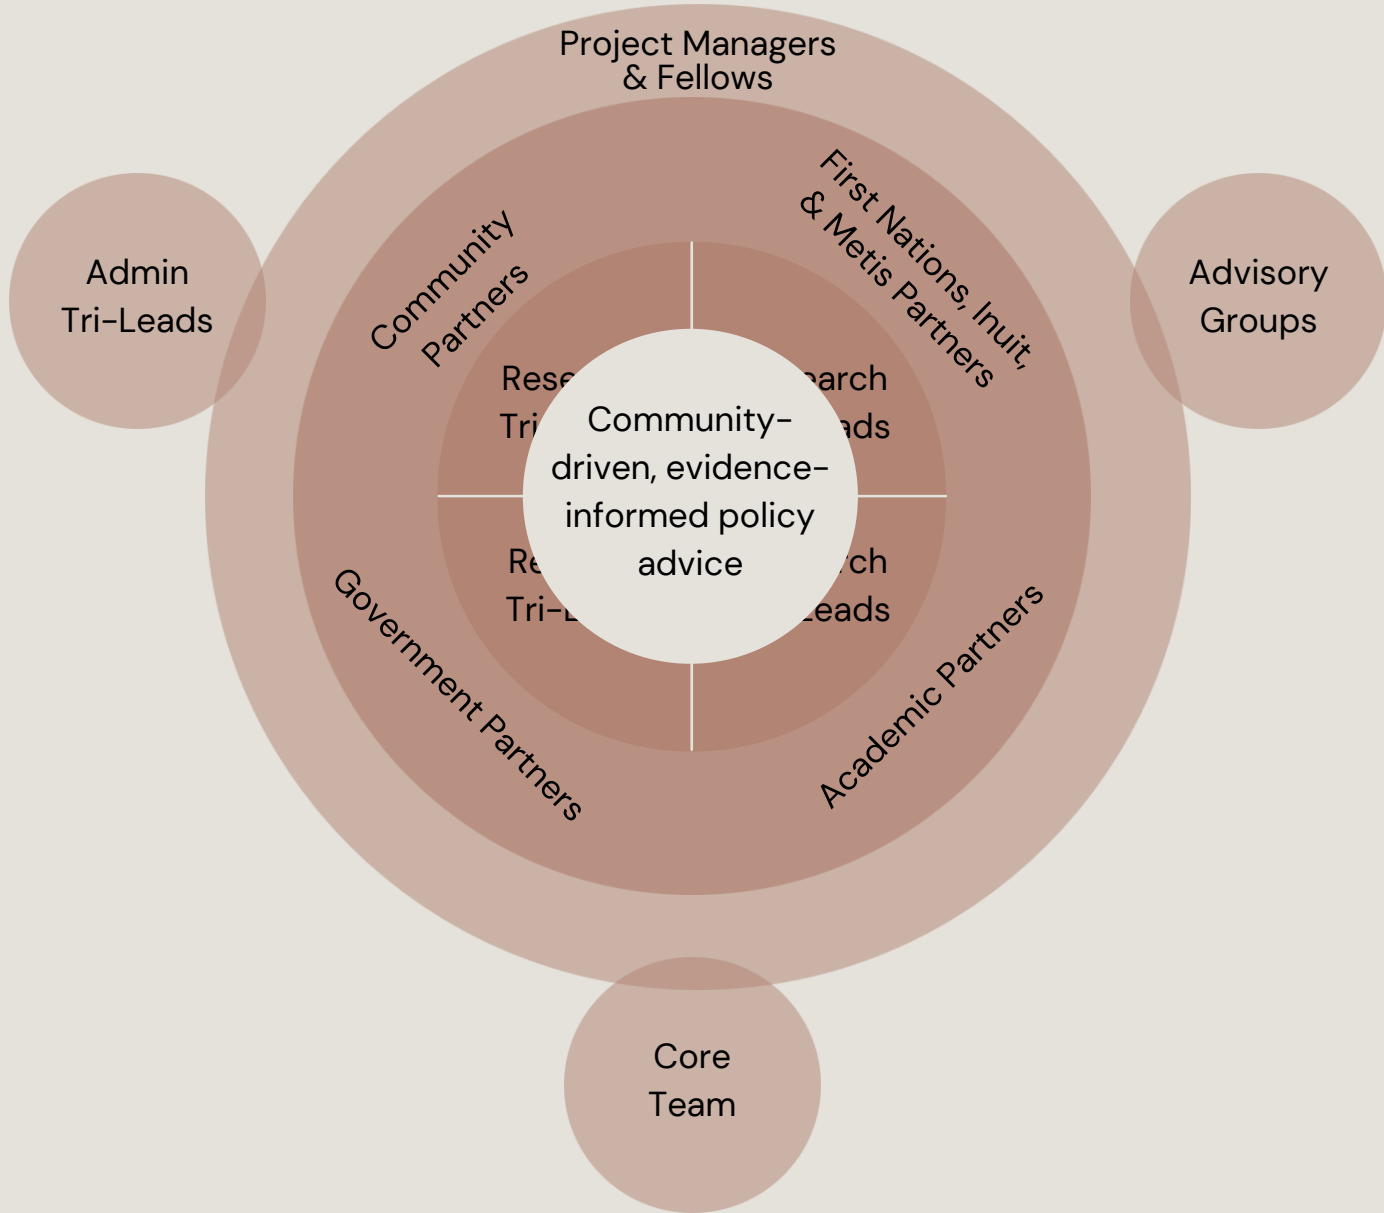 Project Managers
& Fellows
Community
Partners
First Nations, Inuit,
& Metis Partners
Admin
Tri-Leads
Advisory
Groups
Community-
driven, evidence-
informed policy
advice
Government Partners
Academic Partners
Core
Team